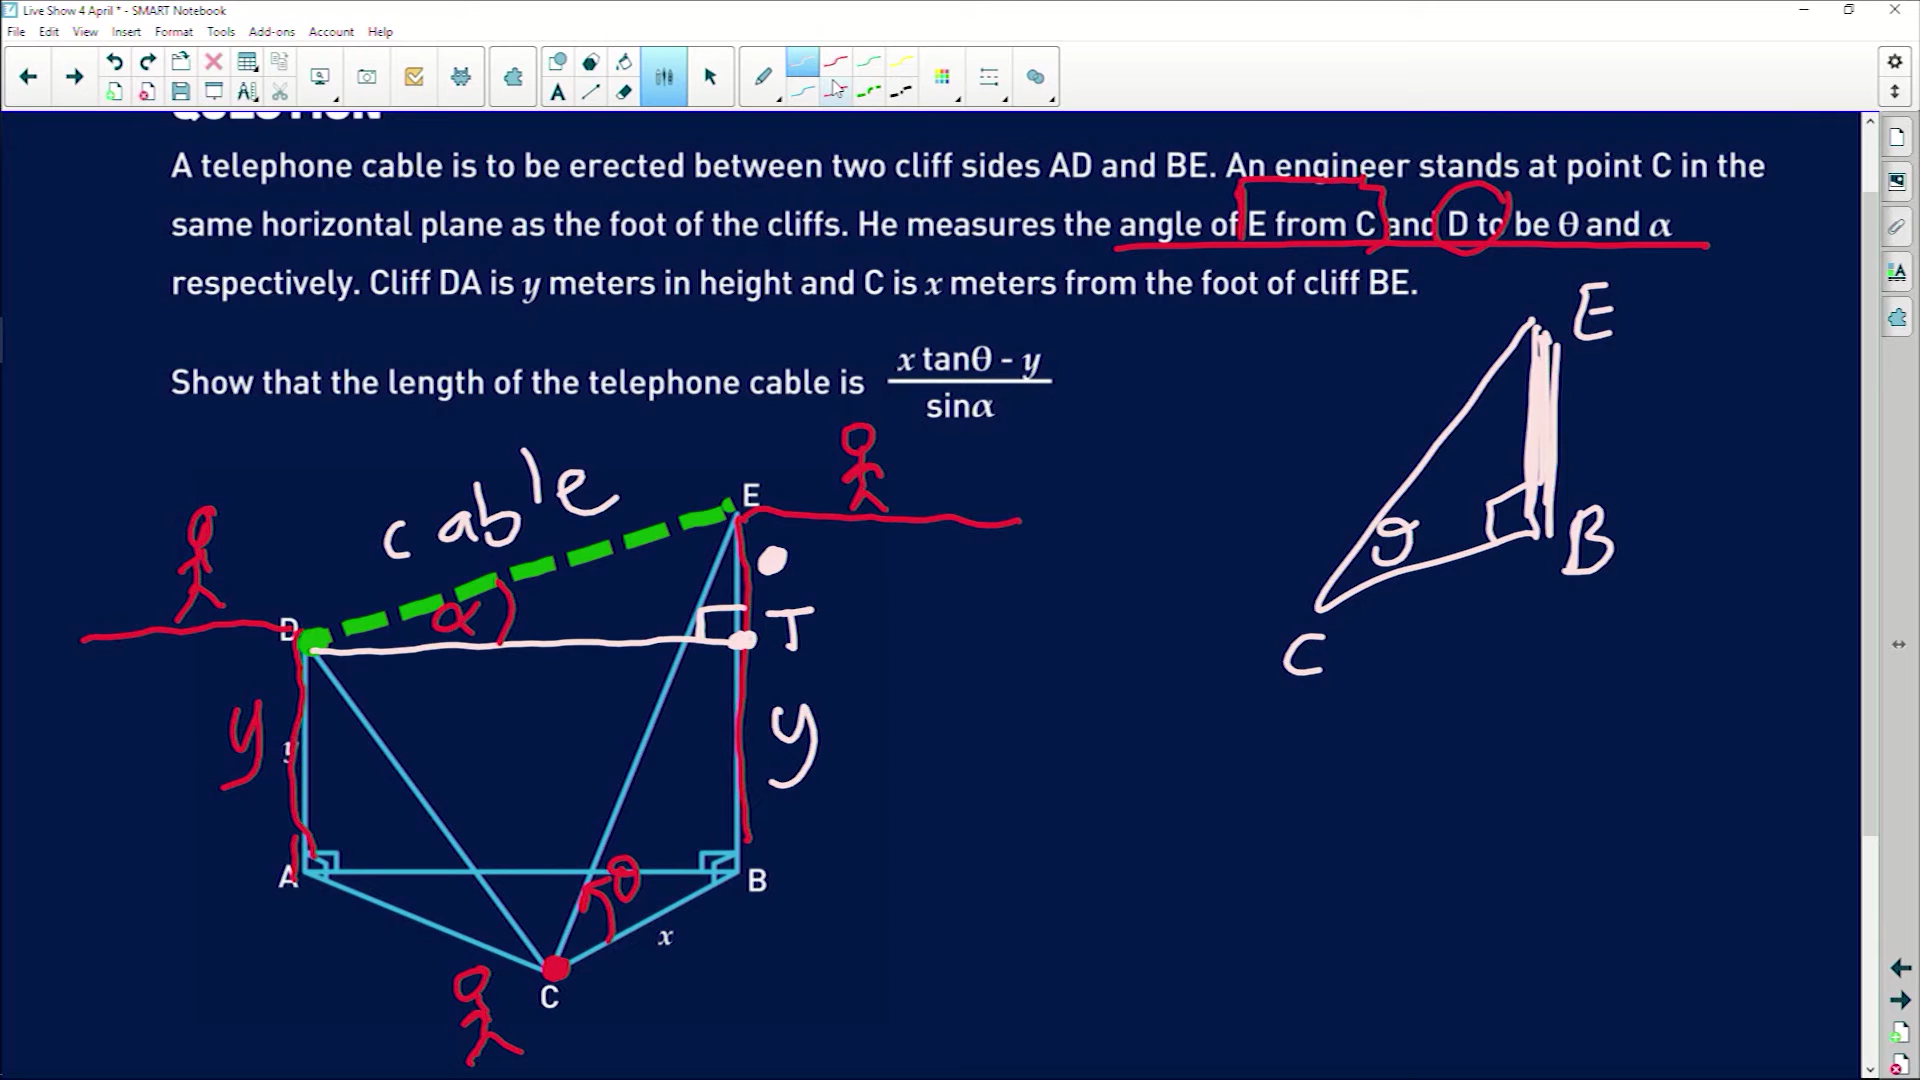 Live Show 4 April * - SMART Notebook
File Edit View Insert Format Tools Add-ons Account Help
QUESTION
A telephone cable is to be erected between two cliff sides AD and BE. An engineer stands at point C in the
same horizontal plane as the foot of the cliffs. He measures the angle of E from C and D to be θ and α
respectively. Cliff DA is y meters in height and C is x meters from the foot of cliff BE.
Show that the length of the telephone cable is
x tanθ - y
sinα
E
cable
E
D
α
J
θ
B
C
y
y
y
A
θ
B
x
C